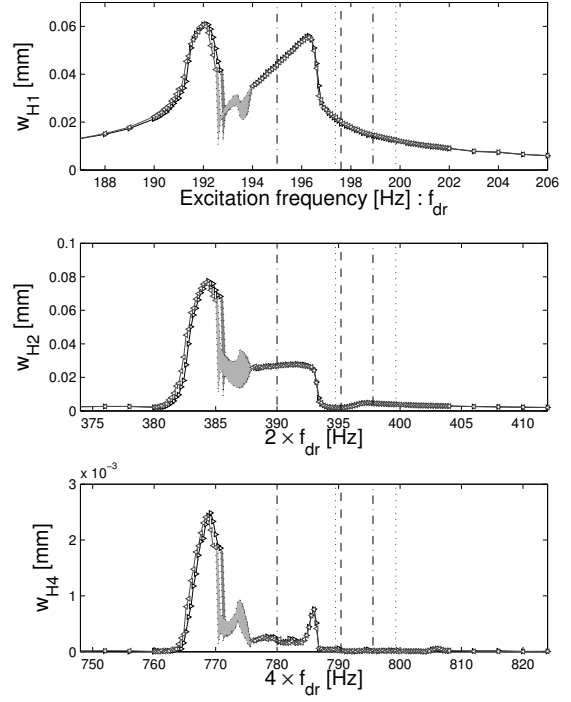 0.06
0.04
0.02
0
w_H1 [mm]
188 190 192 194 196 198 200 202 204 206
Excitation frequency [Hz] : f_dr
0.1
0.08
0.06
0.04
0.02
0
w_H2 [mm]
375 380 385 390 395 400 405 410
2 × f_dr [Hz]
x 10^-3
3
2
1
0
w_H4 [mm]
750 760 770 780 790 800 810 820
4 × f_dr [Hz]